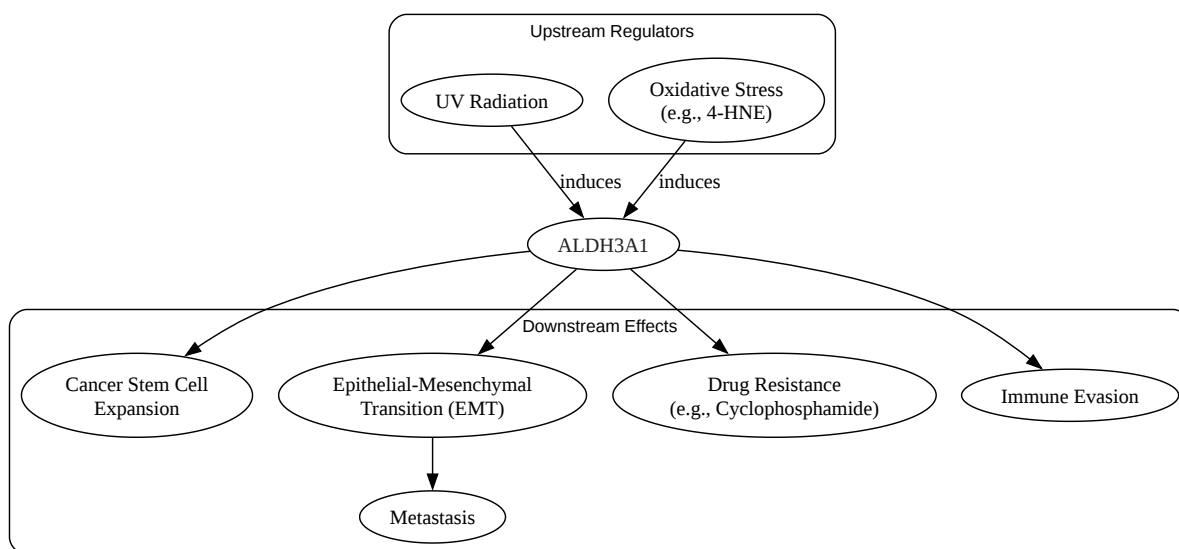 Upstream Regulators
UV Radiation
Oxidative Stress
(e.g., 4-HNE)
induces
induces
ALDH3A1
Downstream Effects
Cancer Stem Cell
Expansion
Epithelial-Mesenchymal
Transition (EMT)
Drug Resistance
(e.g., Cyclophosphamide)
Immune Evasion
Metastasis